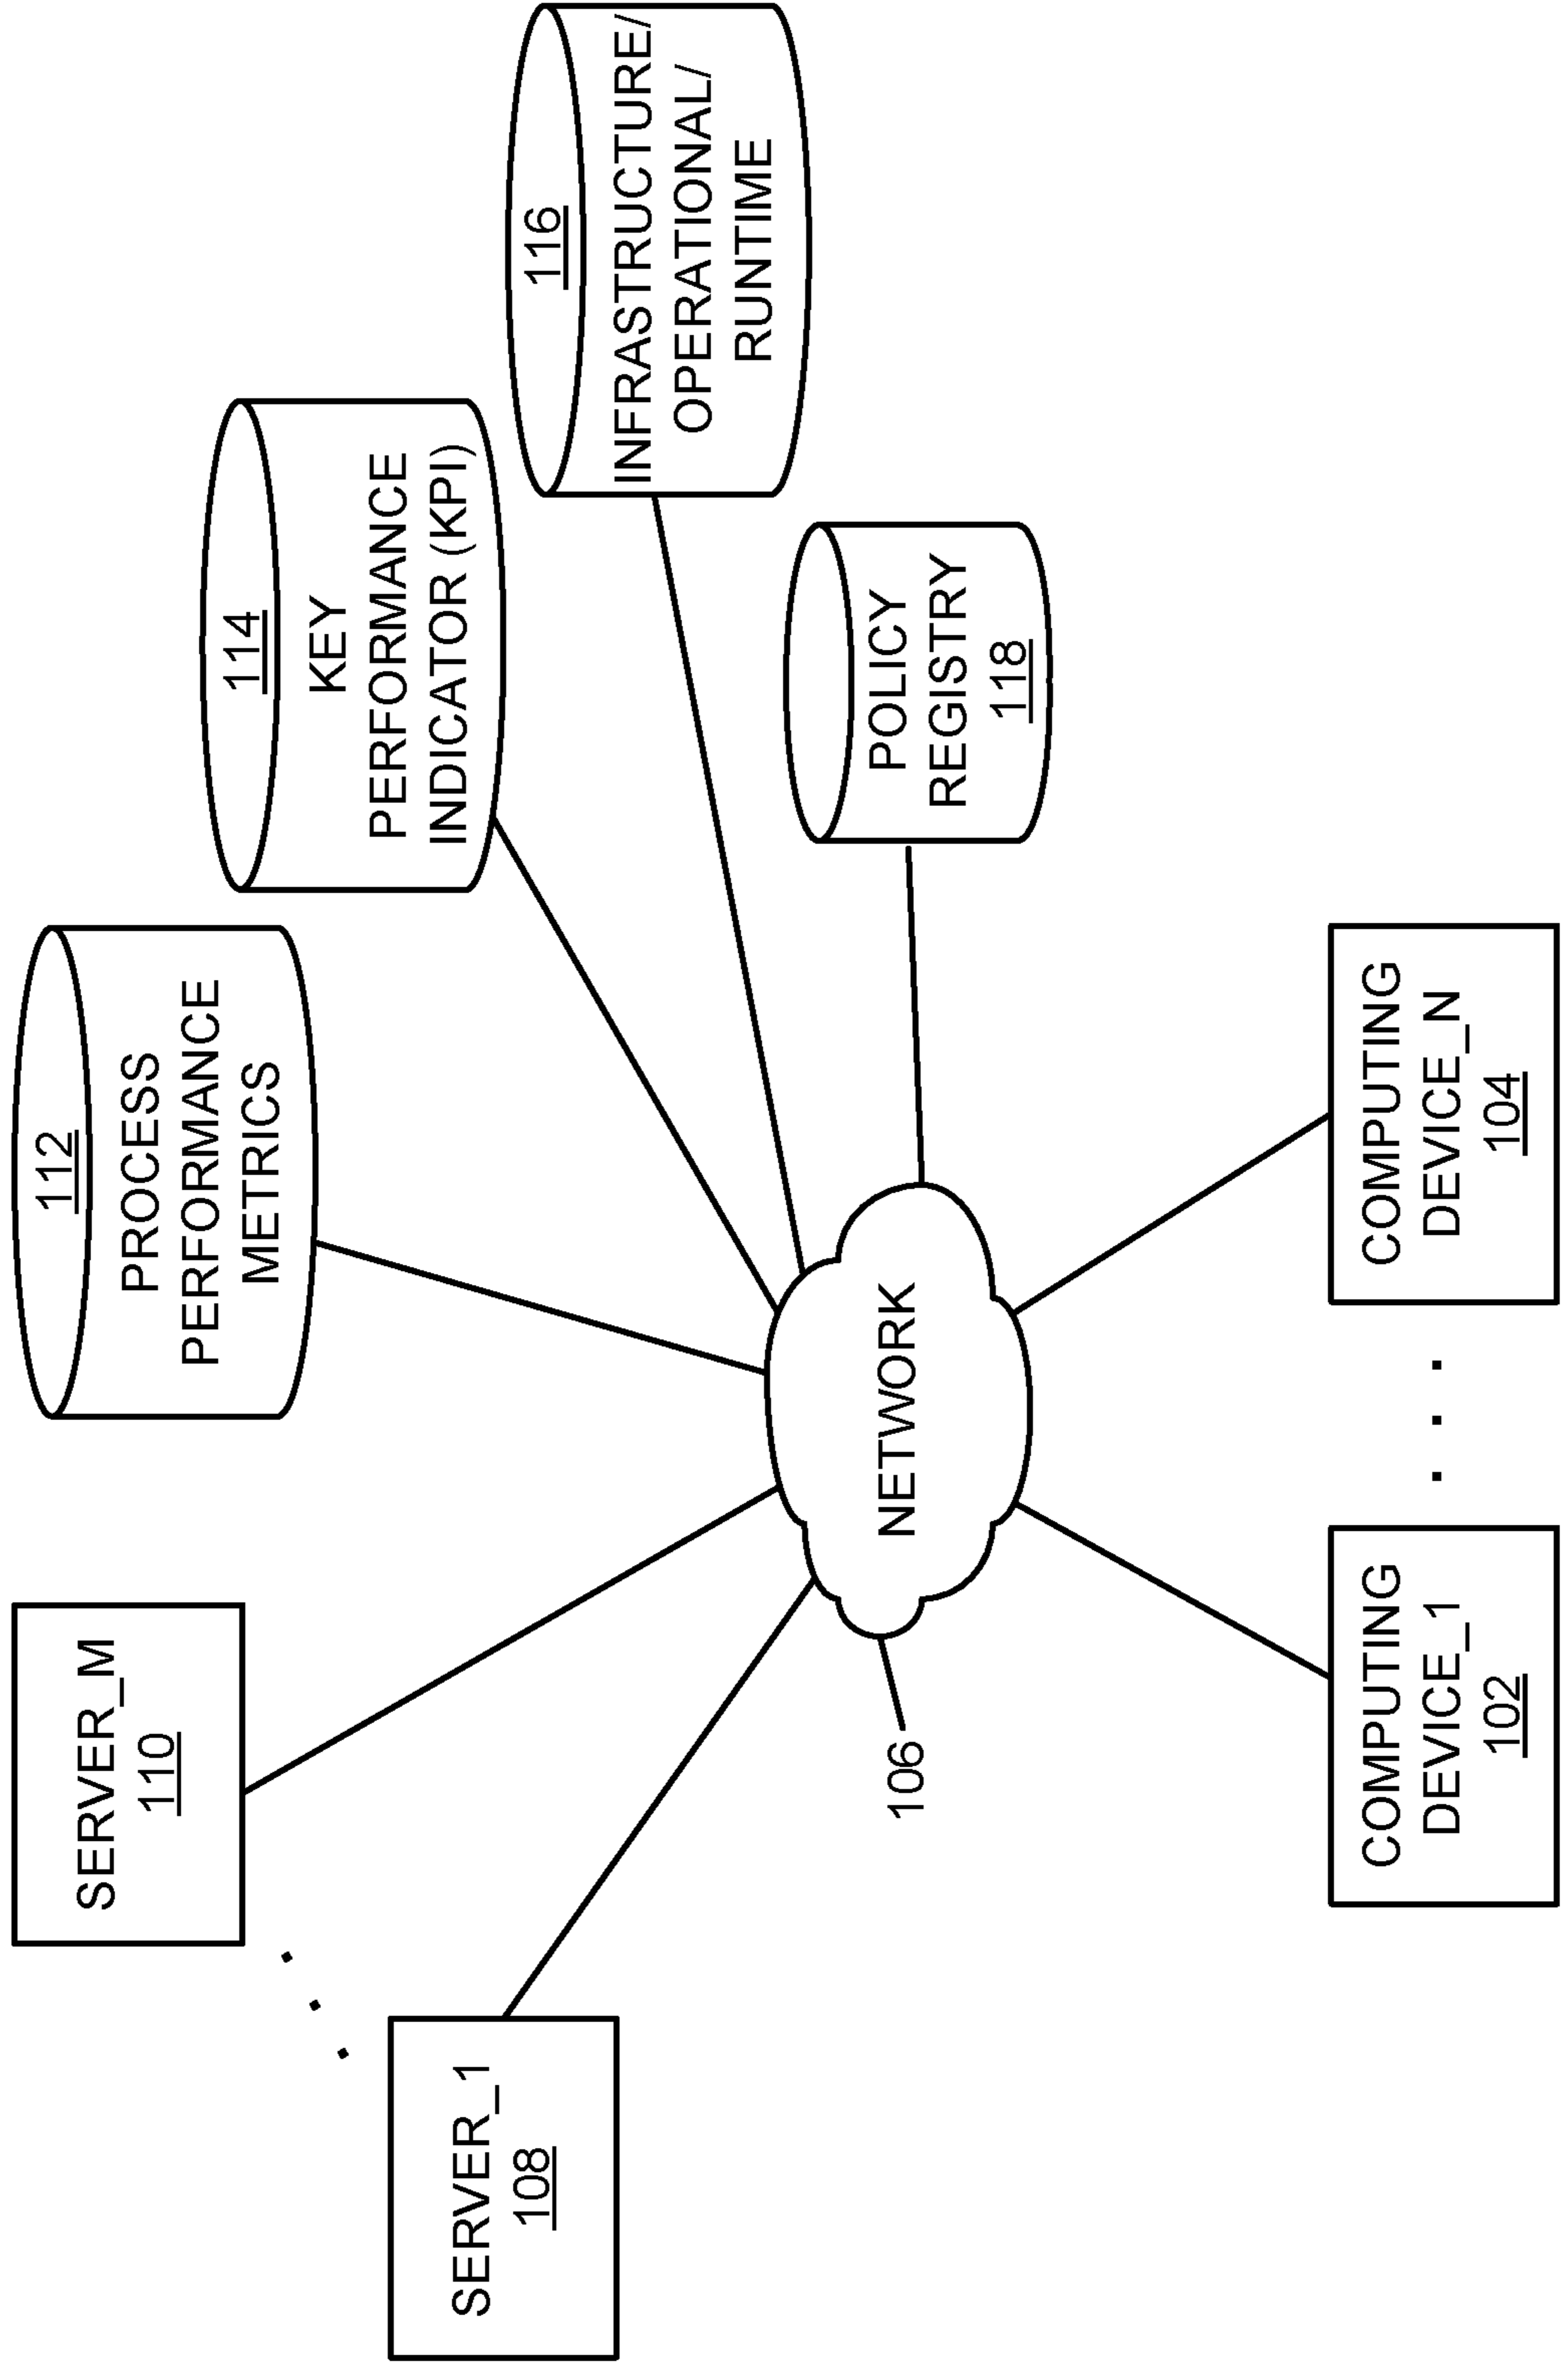 SERVER_M
110
112
PROCESS
PERFORMANCE
METRICS
114
KEY
PERFORMANCE
INDICATOR (KPI)
SERVER_1
108
116
INFRASTRUCTURE/
OPERATIONAL/
RUNTIME
NETWORK
106
POLICY
REGISTRY
118
COMPUTING
DEVICE_1
102
COMPUTING
DEVICE_N
104